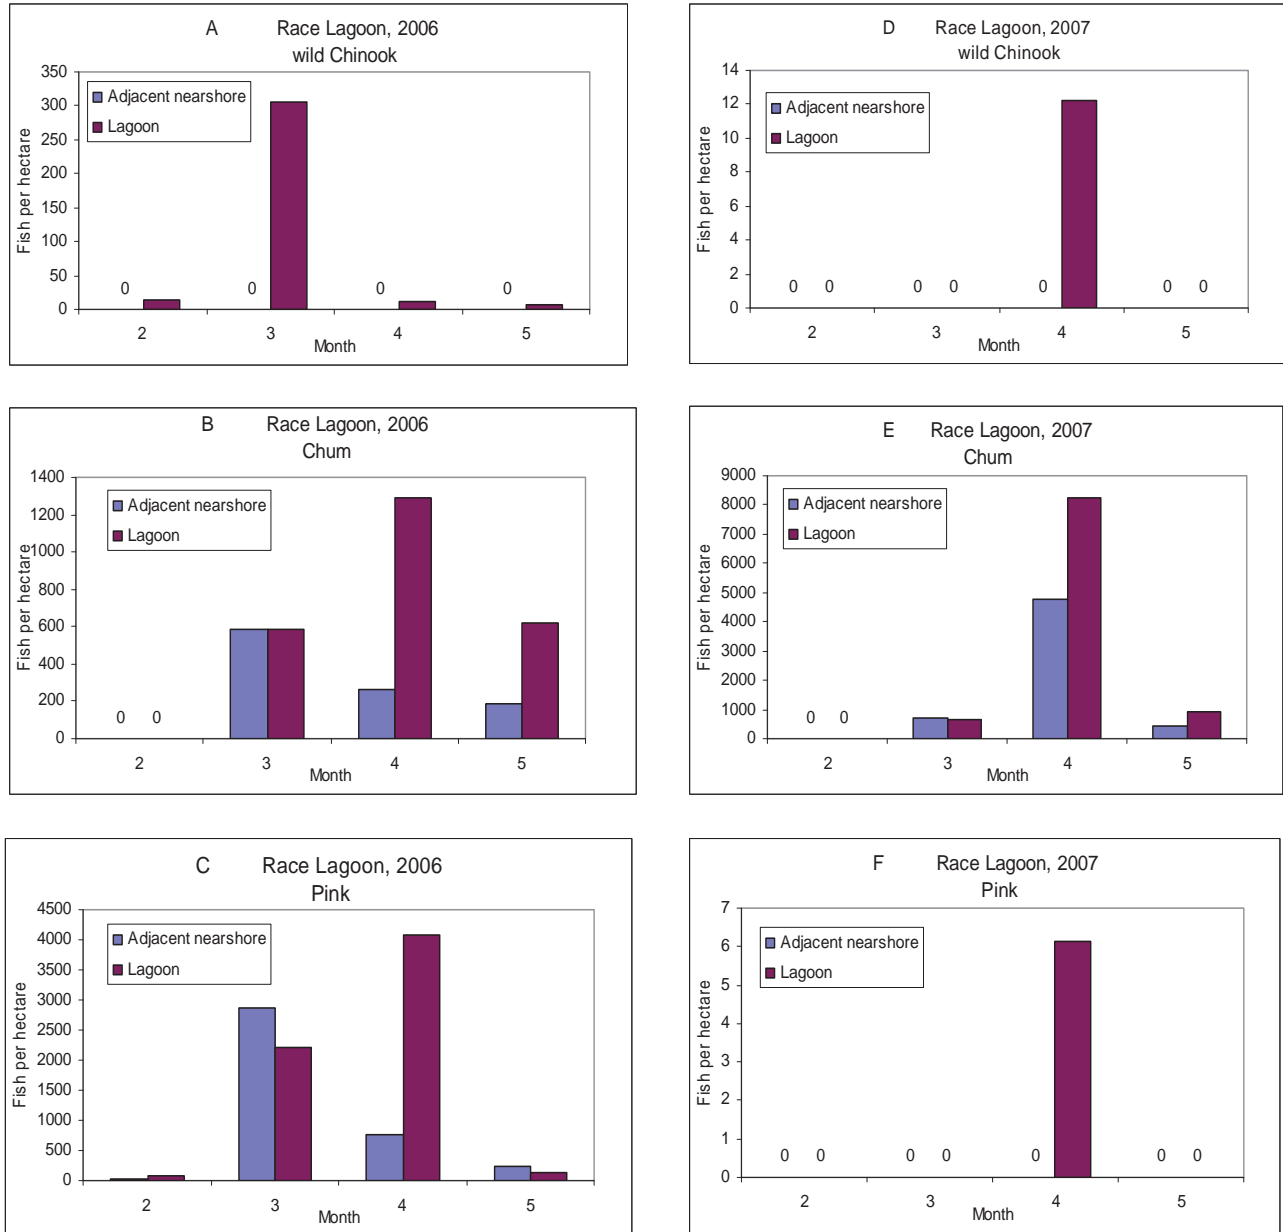 A Race Lagoon, 2006
wild Chinook
350
300
250
200
150
100
50
0
Fish per hectare
Adjacent nearshore
Lagoon
0 0 0 0
2 3 4 5
Month
D Race Lagoon, 2007
wild Chinook
14
12
10
8
6
4
2
0
Fish per hectare
Adjacent nearshore
Lagoon
0 0 0 0 0 0 0
2 3 4 5
Month
B Race Lagoon, 2006
Chum
1400
1200
1000
800
600
400
200
0
Fish per hectare
Adjacent nearshore
Lagoon
0 0
2 3 4 5
Month
E Race Lagoon, 2007
Chum
9000
8000
7000
6000
5000
4000
3000
2000
1000
0
Fish per hectare
Adjacent nearshore
Lagoon
0 0
2 3 4 5
Month
C Race Lagoon, 2006
Pink
4500
4000
3500
3000
2500
2000
1500
1000
500
0
Fish per hectare
Adjacent nearshore
Lagoon
2 3 4 5
Month
F Race Lagoon, 2007
Pink
7
6
5
4
3
2
1
0
Fish per hectare
Adjacent nearshore
Lagoon
0 0 0 0 0 0 0
2 3 4 5
Month